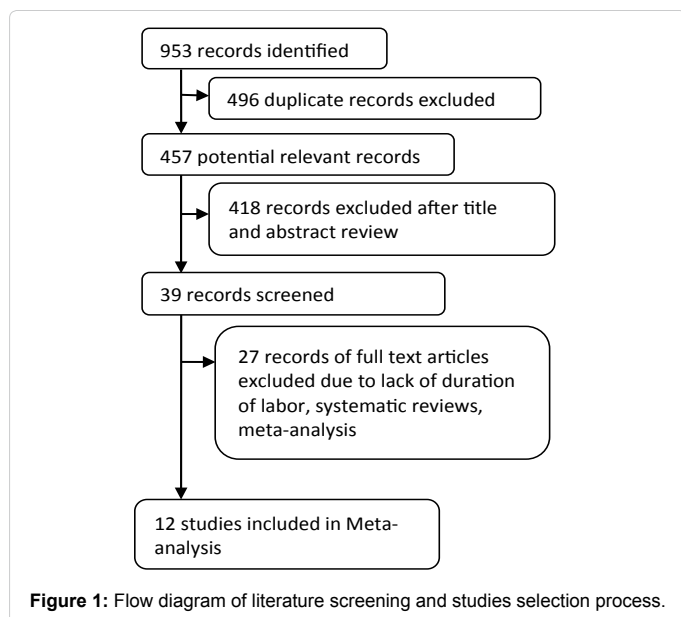 953 records identified
496 duplicate records excluded
457 potential relevant records
418 records excluded after title
and abstract review
39 records screened
27 records of full text articles
excluded due to lack of duration
of labor, systematic reviews,
meta-analysis
12 studies included in Meta-
analysis
Figure 1: Flow diagram of literature screening and studies selection process.